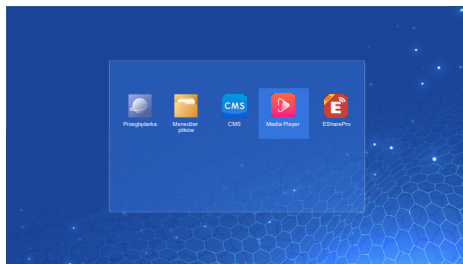 CMS
E
Przeglądarka
Menedżer
plików
CMS
Media Player
ESharePro